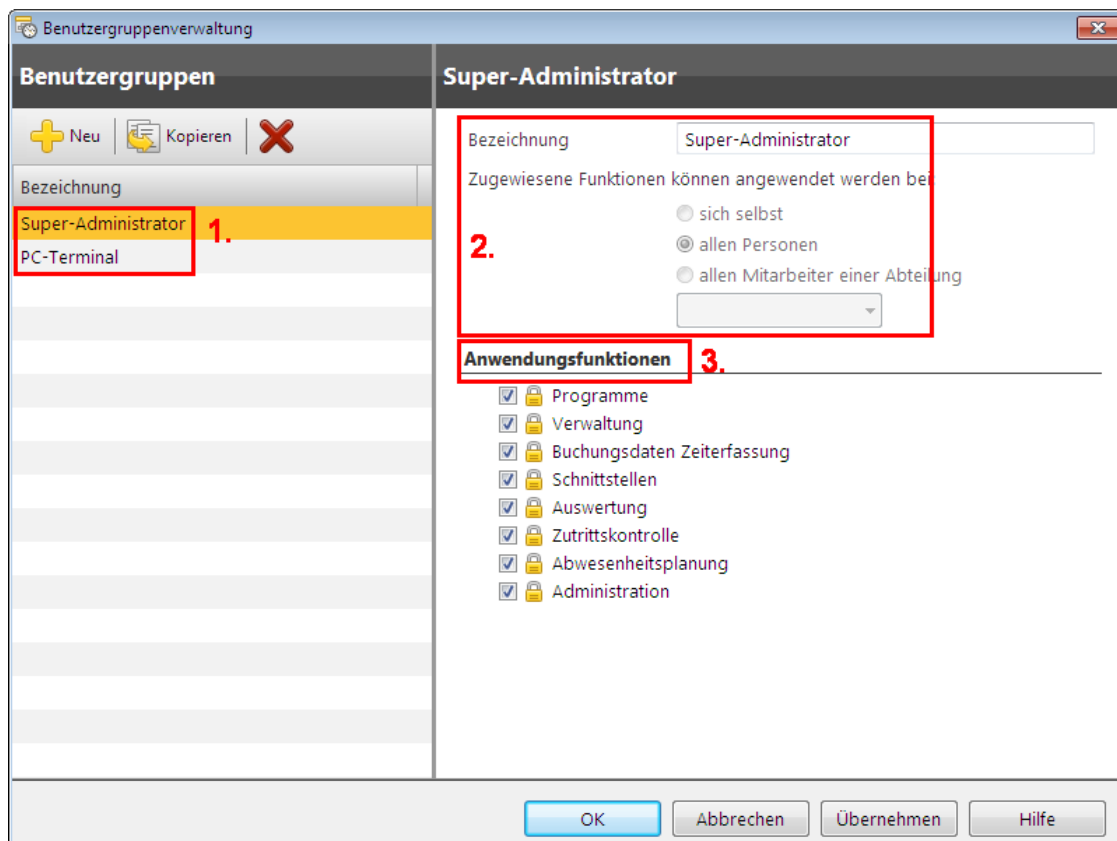 Benutzergruppenverwaltung
Benutzergruppen
Neu
Kopieren
Bezeichnung
Super-Administrator
1.
PC-Terminal
Super-Administrator
Bezeichnung
Super-Administrator
Zugewiesene Funktionen können angewendet werden bei
sich selbst
2.
allen Personen
allen Mitarbeiter einer Abteilung
Anwendungsfunktionen
3.
Programme
Verwaltung
Buchungsdaten Zeiterfassung
Schnittstellen
Auswertung
Zutrittskontrolle
Abwesenheitsplanung
Administration
OK
Abbrechen
Übernehmen
Hilfe